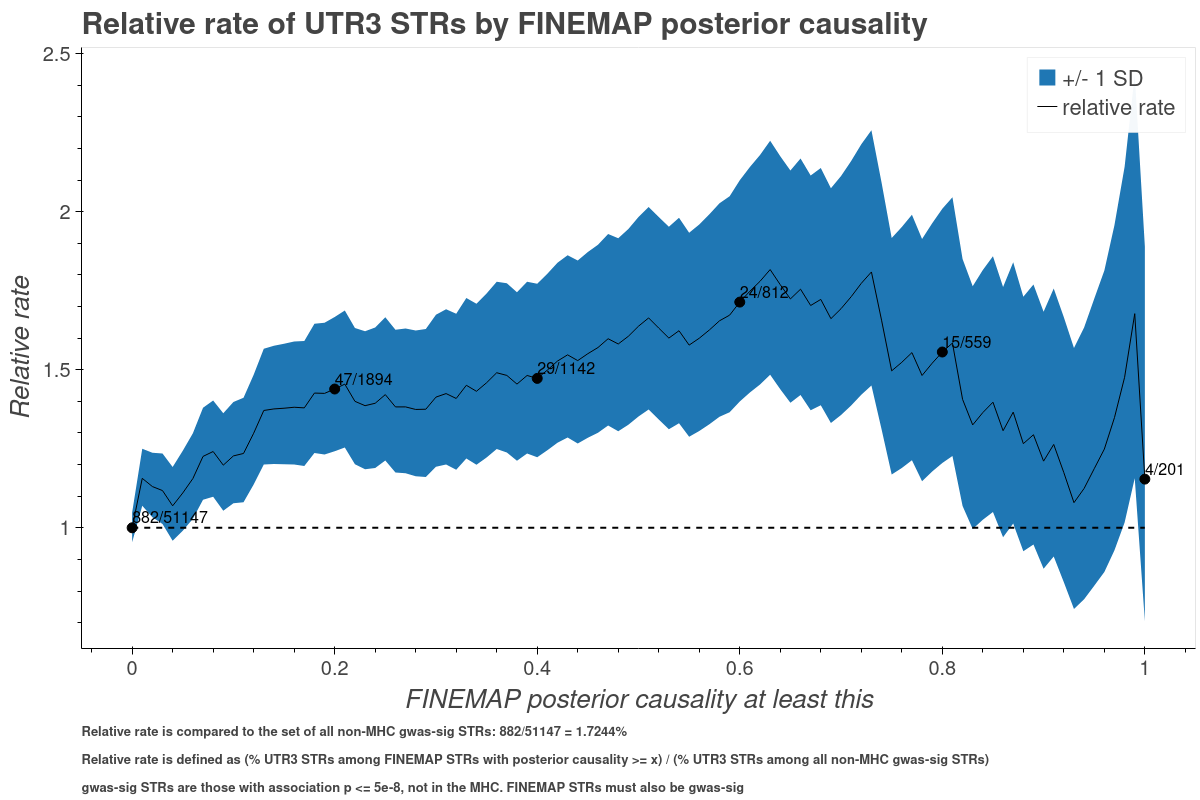 Relative rate of UTR3 STRs by FINEMAP posterior causality
2.5
+/- 1 SD
relative rate
2
1.5
1
Relative rate
882/51147
47/1894
29/1142
24/812
15/559
4/201
0
0.2
0.4
0.6
0.8
1
FINEMAP posterior causality at least this
Relative rate is compared to the set of all non-MHC gwas-sig STRs: 882/51147 = 1.7244%
Relative rate is defined as (% UTR3 STRs among FINEMAP STRs with posterior causality >= x) / (% UTR3 STRs among all non-MHC gwas-sig STRs)
gwas-sig STRs are those with association p <= 5e-8, not in the MHC. FINEMAP STRs must also be gwas-sig